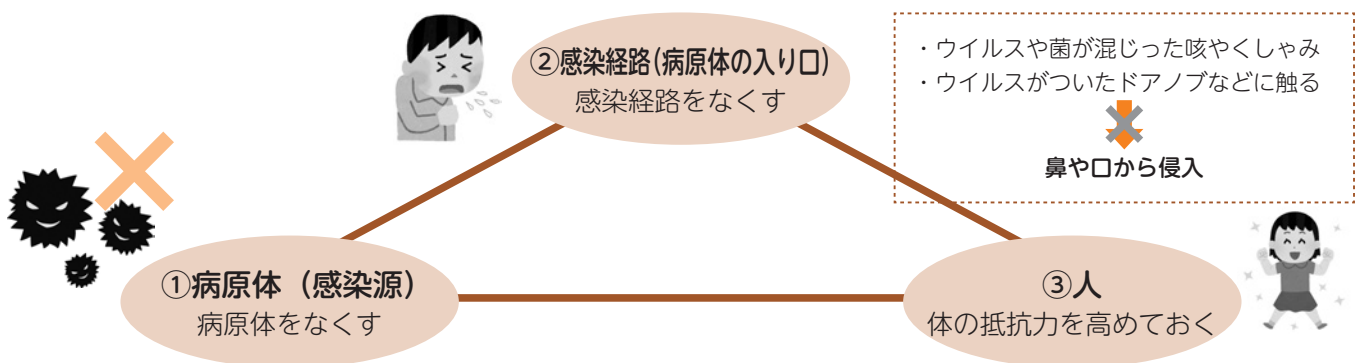 ②感染経路(病原体の入り口)
感染経路をなくす
・ウイルスや菌が混じった咳やくしゃみ
・ウイルスがついたドアノブなどに触る
鼻や口から侵入
①病原体（感染源）
病原体をなくす
③人
体の抵抗力を高めておく